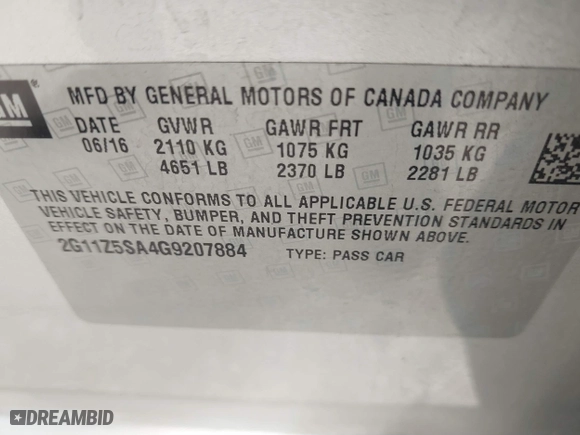 GM
MFD BY GENERAL MOTORS OF CANADA COMPANY
DATE GVWR GAWR FRT GAWR RR
06/16 2110 KG 1075 KG 1035 KG
4651 LB 2370 LB 2281 LB
THIS VEHICLE CONFORMS TO ALL APPLICABLE U.S. FEDERAL MOTOR
VEHICLE SAFETY, BUMPER, AND THEFT PREVENTION STANDARDS IN
EFFECT ON THE DATE OF MANUFACTURE SHOWN ABOVE.
2G11Z5SA4G9207884 TYPE: PASS CAR
DREAMBID